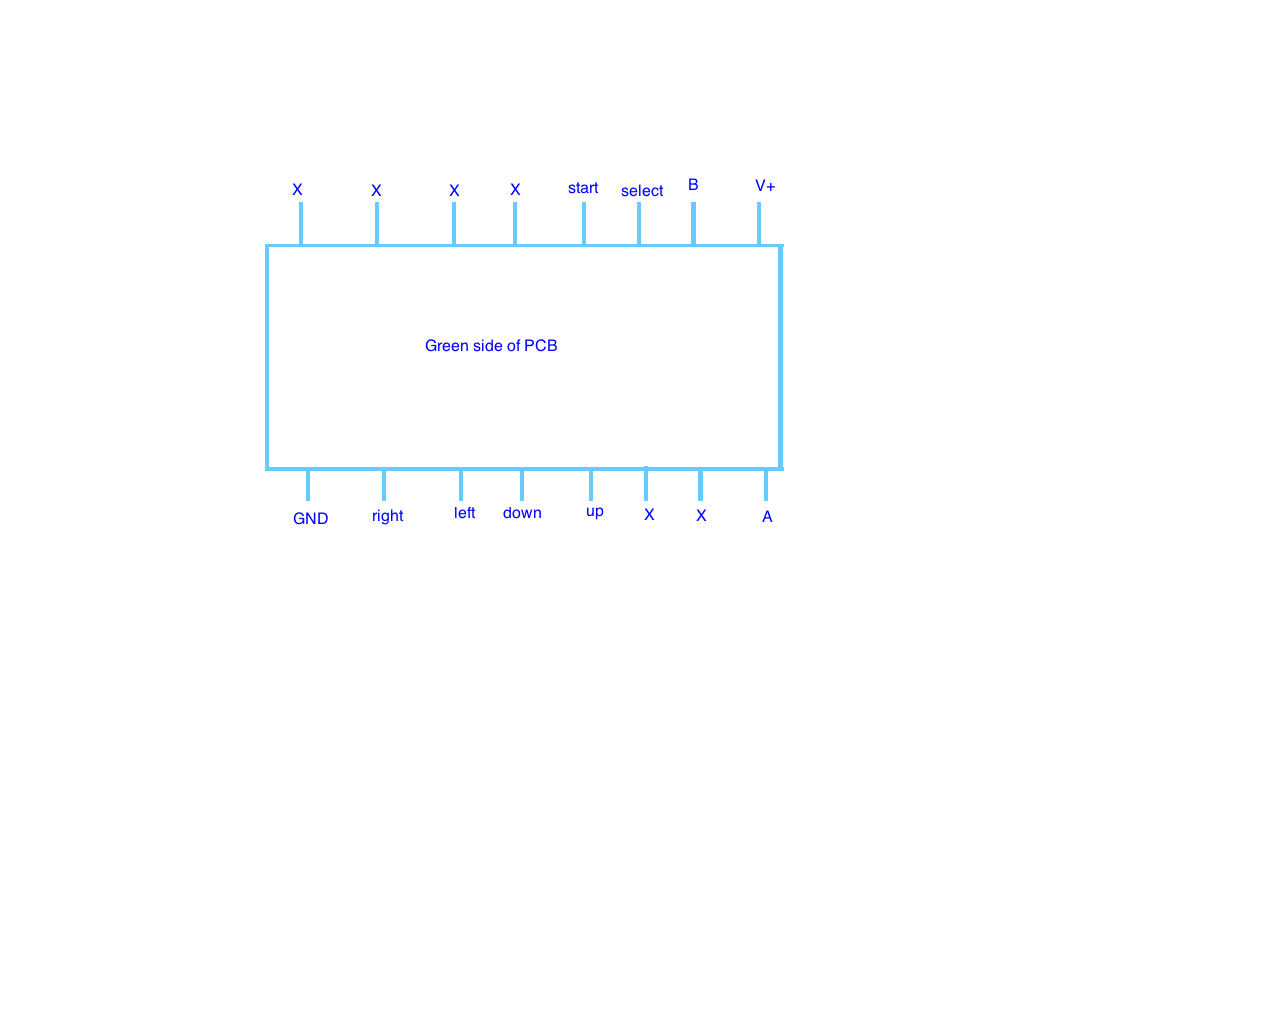 X X X X start select B V+
Green side of PCB
GND right left down up X X A